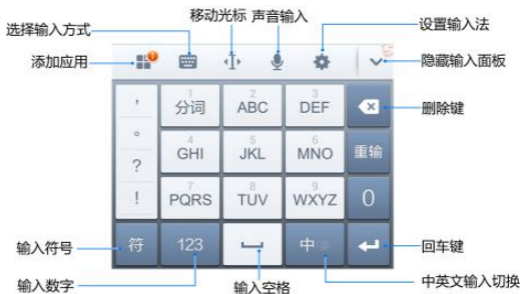 移动光标 声音输入
选择输入方式 设置输入法
添加应用 隐藏输入面板
, 1 分词 2 ABC 3 DEF 删除键
。 4 GHI 5 JKL 6 MNO 重输
?
! 7 PQRS 8 TUV 9 WXYZ 0
输入符号 符 123 中/英 回车键
输入数字 输入空格 中英文输入切换